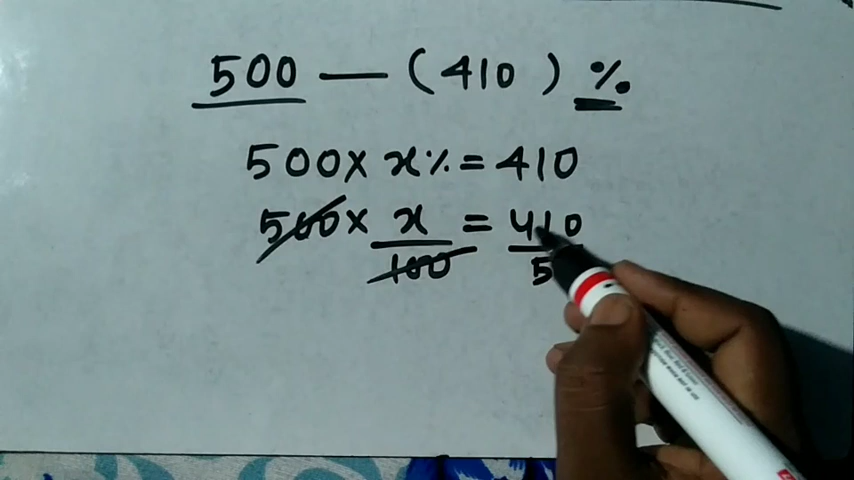 500 — (410) %
500 × x% = 410
500 × x/100 = 410/5